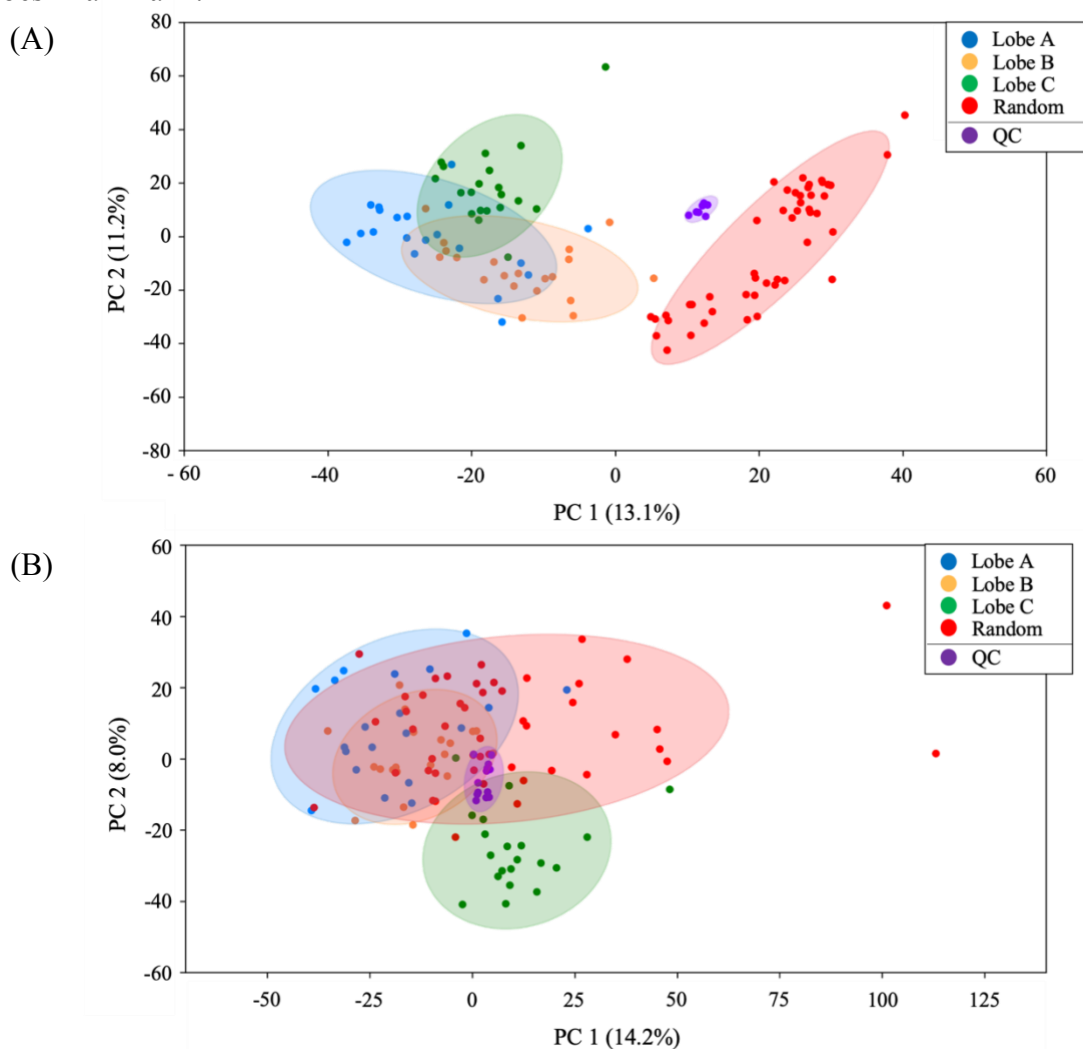 (A)
80
60
40
20
0
-20
-40
-60
-80
PC 2 (11.2%)
- 60
-40
-20
0
20
40
60
PC 1 (13.1%)
Lobe A
Lobe B
Lobe C
Random
QC
(B)
60
40
20
0
-20
-40
-60
PC 2 (8.0%)
-50
-25
0
25
50
75
100
125
PC 1 (14.2%)
Lobe A
Lobe B
Lobe C
Random
QC